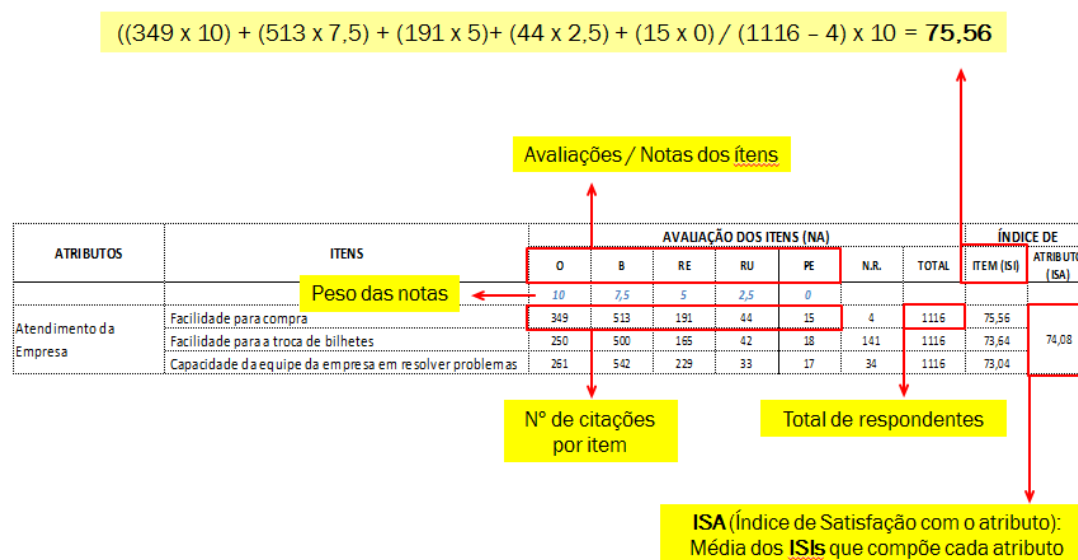 ((349 x 10) + (513 x 7,5) + (191 x 5)+ (44 x 2,5) + (15 x 0) / (1116 – 4) x 10 = 75,56
Avaliações / Notas dos ítens
ATRIBUTOS ITENS AVALIAÇÃO DOS ITENS (NA) ÍNDICE DE
O B RE RU PE N.R. TOTAL ITEM (ISI) ATRIBUTO (ISA)
Peso das notas 10 7,5 5 2,5 0
Atendimento da Empresa
Facilidade para compra 349 513 191 44 15 4 1116 75,56
Facilidade para a troca de bilhetes 250 500 165 42 18 141 1116 73,64 74,08
Capacidade da equipe da empresa em resolver problemas 261 542 229 33 17 34 1116 73,04
Nº de citações
por item
Total de respondentes
ISA (Índice de Satisfação com o atributo):
Média dos ISIs que compõe cada atributo